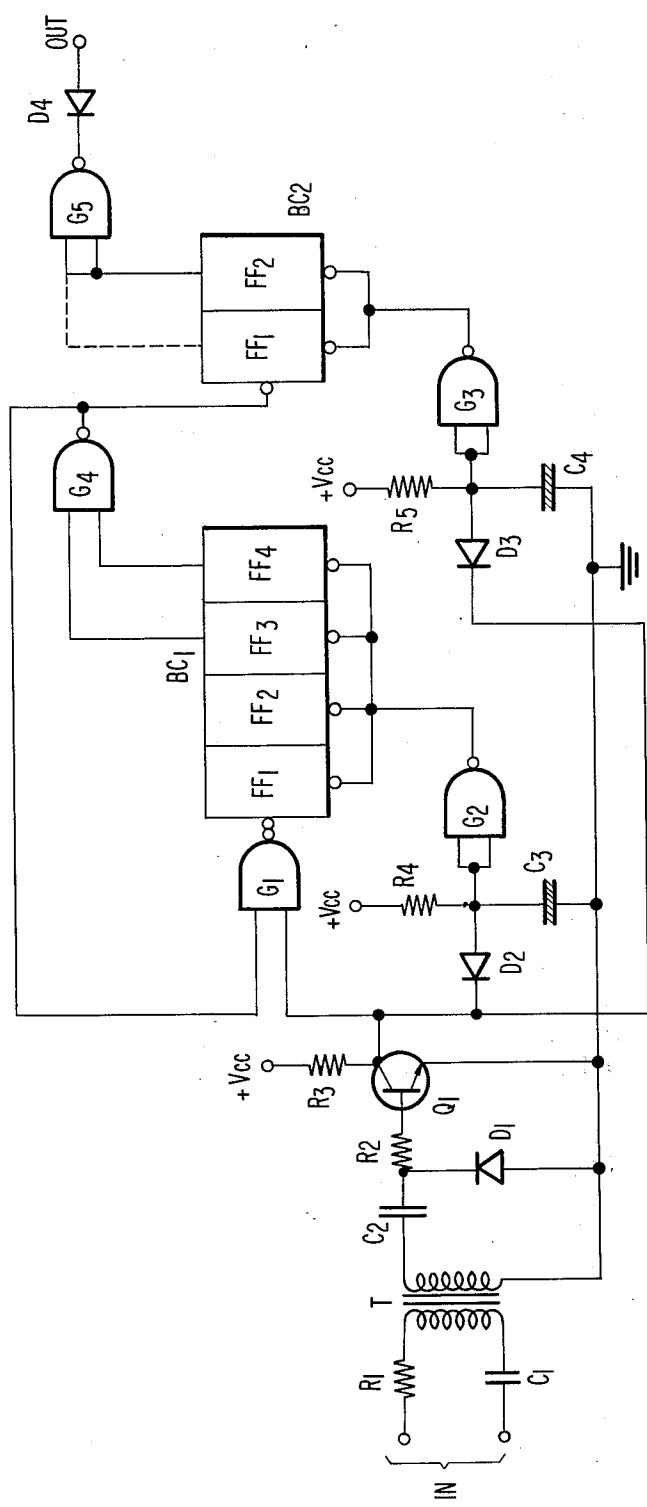 IN
R1
C1
T
C2
D1
R2
Q1
+Vcc
R3
D2
+Vcc
R4
C3
G1
G2
BC1
FF1
FF2
FF3
FF4
G4
+Vcc
R5
D3
C4
G3
FF1
FF2
BC2
G5
D4
OUT